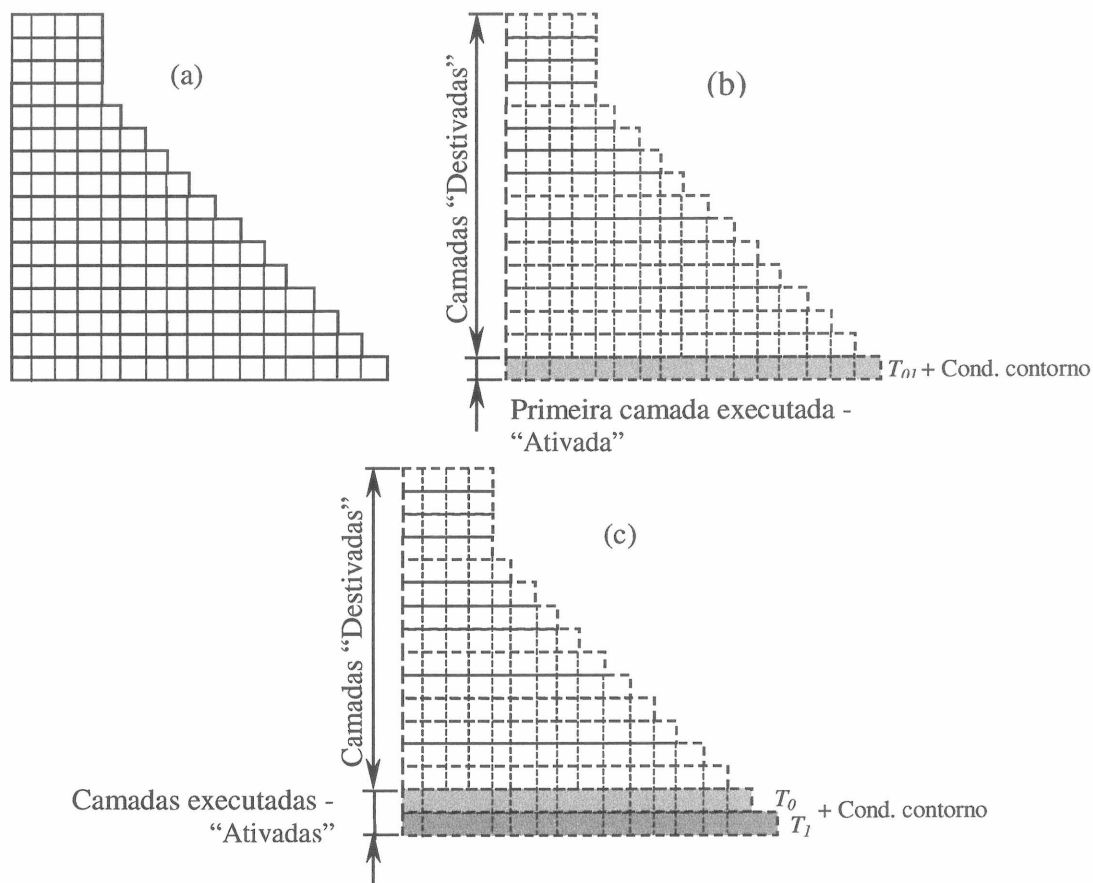 (a)
(b)
Camadas “Destivadas”
T01 + Cond. contorno
Primeira camada executada -
“Ativada”
(c)
Camadas “Destivadas”
Camadas executadas -
“Ativadas”
T0
T1
+ Cond. contorno